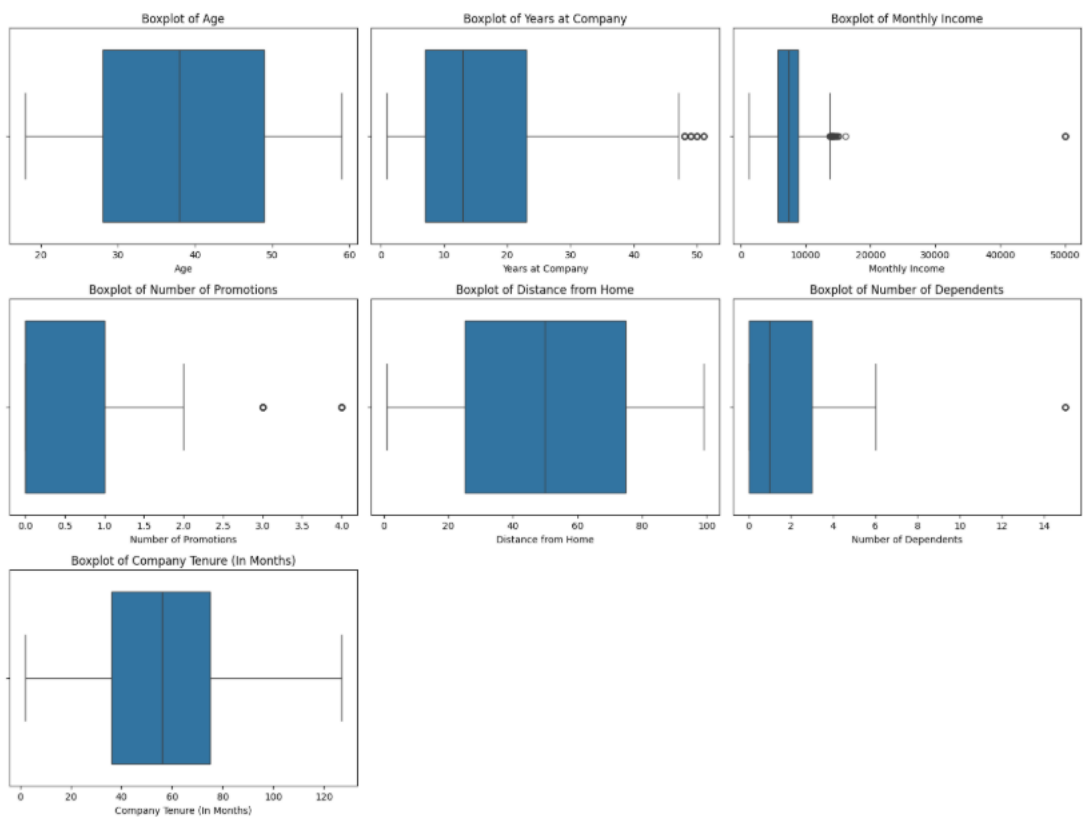 Boxplot of Age
20 30 40 50 60
Age
Boxplot of Years at Company
0 10 20 30 40 50
Years at Company
Boxplot of Monthly Income
0 10000 20000 30000 40000 50000
Monthly Income
Boxplot of Number of Promotions
0.0 0.5 1.0 1.5 2.0 2.5 3.0 3.5 4.0
Number of Promotions
Boxplot of Distance from Home
0 20 40 60 80 100
Distance from Home
Boxplot of Number of Dependents
0 2 4 6 8 10 12 14
Number of Dependents
Boxplot of Company Tenure (In Months)
0 20 40 60 80 100 120
Company Tenure (In Months)